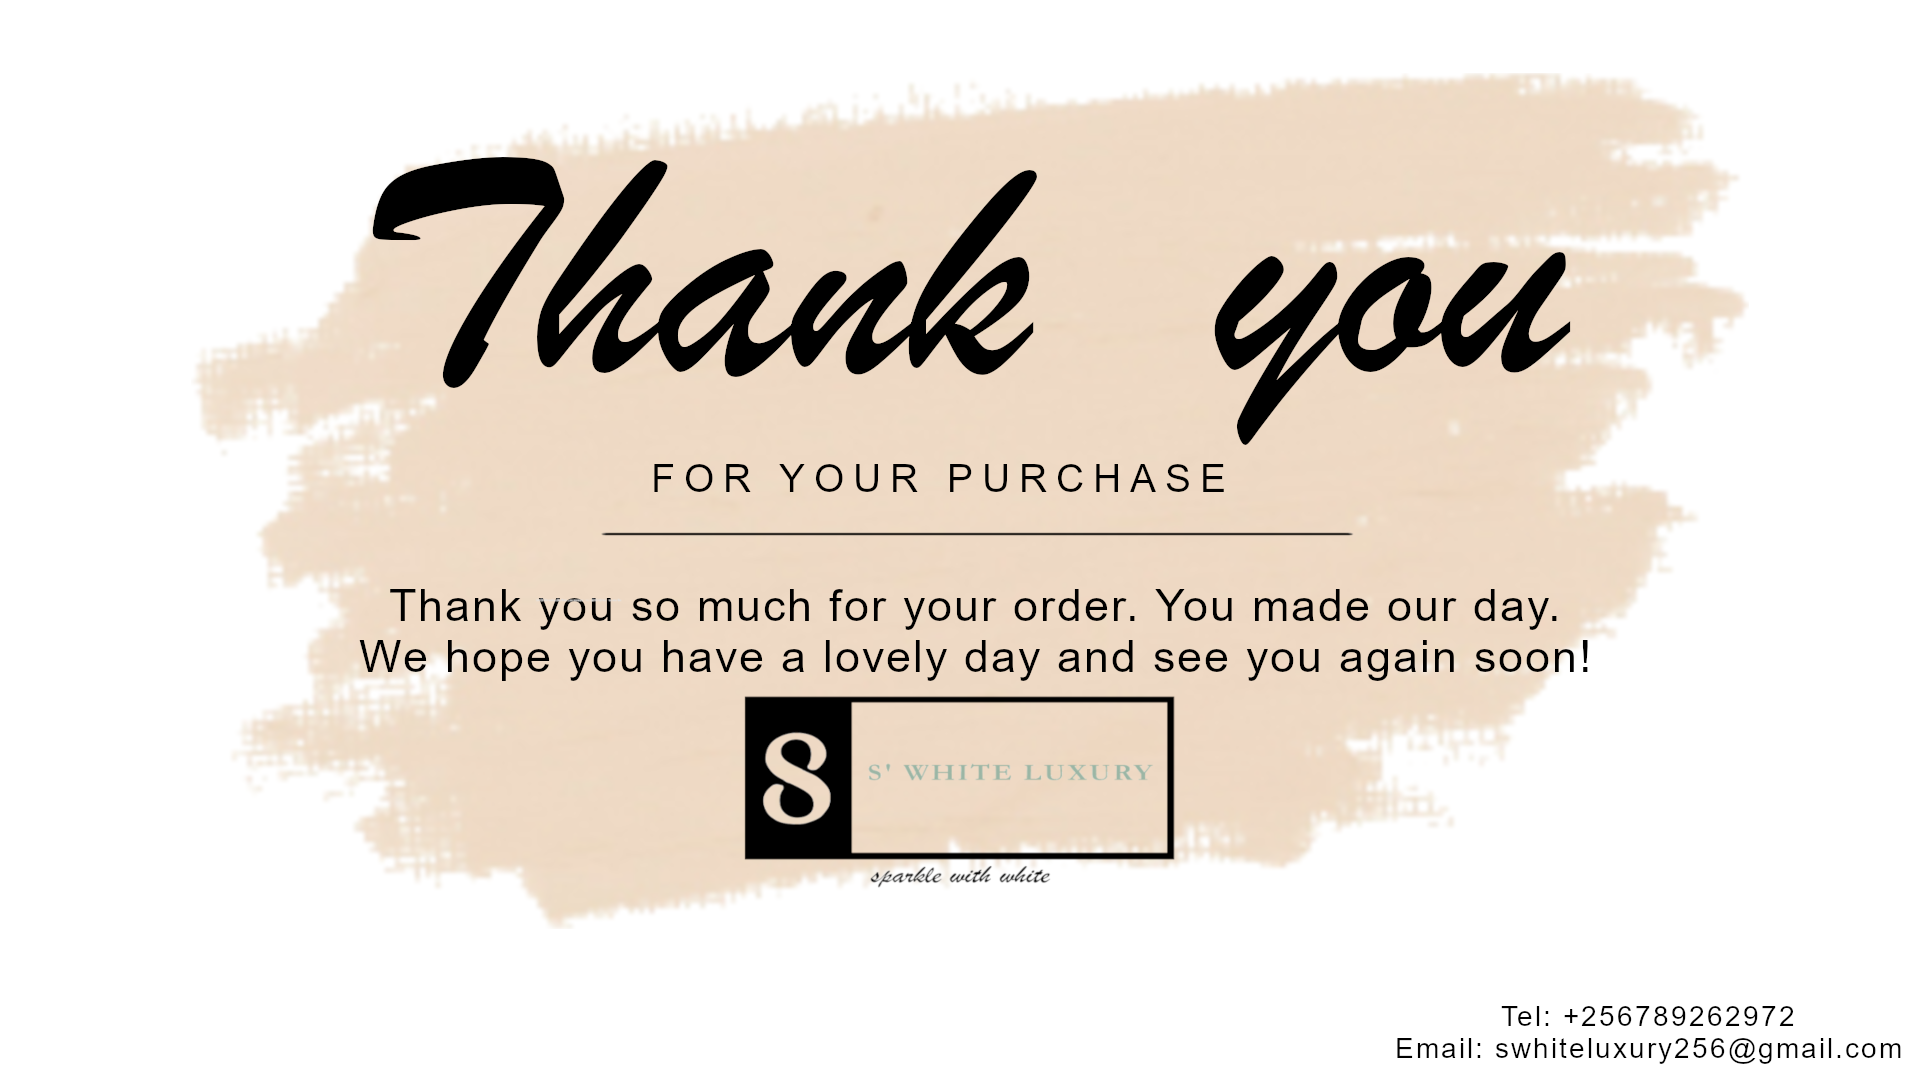 Thank you
FOR YOUR PURCHASE
Thank you so much for your order. You made our day.
We hope you have a lovely day and see you again soon!
S
S' WHITE LUXURY
sparkle with white
Tel: +256789262972
Email: swhiteluxury256@gmail.com